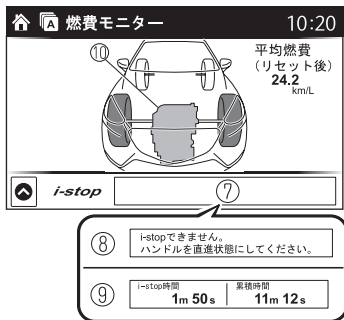 燃費モニター 10:20
⑩
平均燃費
(リセット後)
24.2
km/L
i-stop ⑦
⑧ i-stopできません。
ハンドルを直進状態にしてください。
⑨ i-stop時間 累積時間
1m 50s 11m 12s